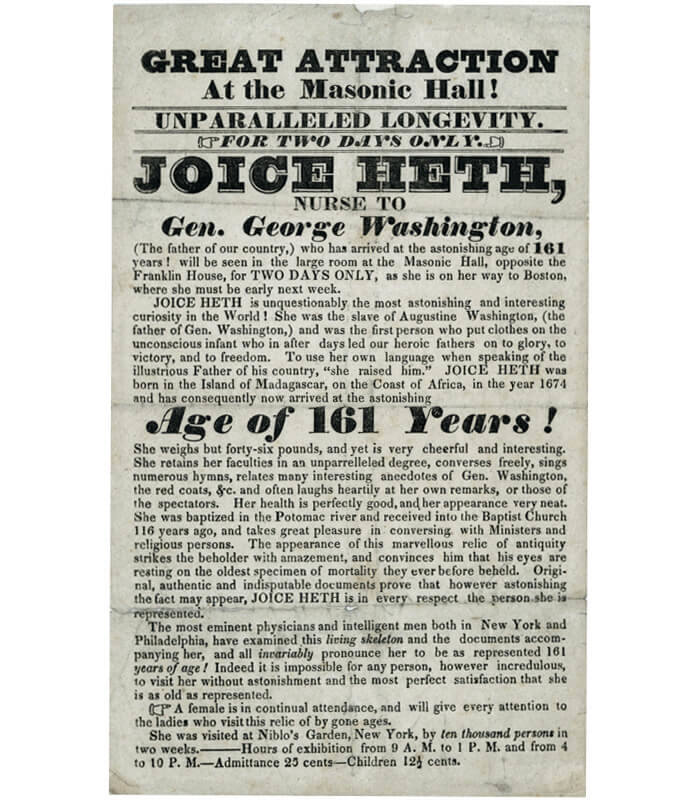 GREAT ATTRACTION
At the Masonic Hall!
UNPARALLELED LONGEVITY.
☞FOR TWO DAYS ONLY.☜
JOICE HETH,
NURSE TO
Gen. George Washington,
(The father of our country,) who has arrived at the astonishing age of 161
years! will be seen in the large room at the Masonic Hall, opposite the
Franklin House, for TWO DAYS ONLY, as she is on her way to Boston,
where she must be early next week.
JOICE HETH is unquestionably the most astonishing and interesting
curiosity in the World! She was the slave of Augustine Washington, (the
father of Gen. Washington,) and was the first person who put clothes on the
unconscious infant who in after days led our heroic fathers on to glory, to
victory, and to freedom. To use her own language when speaking of the
illustrious Father of his country, "she raised him." JOICE HETH was
born in the Island of Madagascar, on the Coast of Africa, in the year 1674
and has consequently now arrived at the astonishing
Age of 161 Years!
She weighs but forty-six pounds, and yet is very cheerful and interesting.
She retains her faculties in an unparrelleled degree, converses freely, sings
numerous hymns, relates many interesting anecdotes of Gen. Washington,
the red coats, &c. and often laughs heartily at her own remarks, or those of
the spectators. Her health is perfectly good, and her appearance very neat.
She was baptized in the Potomac river and received into the Baptist Church
116 years ago, and takes great pleasure in conversing with Ministers and
religious persons. The appearance of this marvellous relic of antiquity
strikes the beholder with amazement, and convinces him that his eyes are
resting on the oldest specimen of mortality they ever before beheld. Origi-
nal, authentic and indisputable documents prove that however astonishing
the fact may appear, JOICE HETH is in every respect the person she is
represented.
The most eminent physicians and intelligent men both in New York and
Philadelphia, have examined this living skeleton and the documents accom-
panying her, and all invariably pronounce her to be as represented 161
years of age! Indeed it is impossible for any person, however incredulous,
to visit her without astonishment and the most perfect satisfaction that she
is as old as represented.
☞ A female is in continual attendance, and will give every attention to
the ladies who visit this relic of by gone ages.
She was visited at Niblo's Garden, New York, by ten thousand persons in
two weeks.———Hours of exhibition from 9 A. M. to 1 P. M. and from 4
to 10 P. M.—Admittance 25 cents—Children 12½ cents.